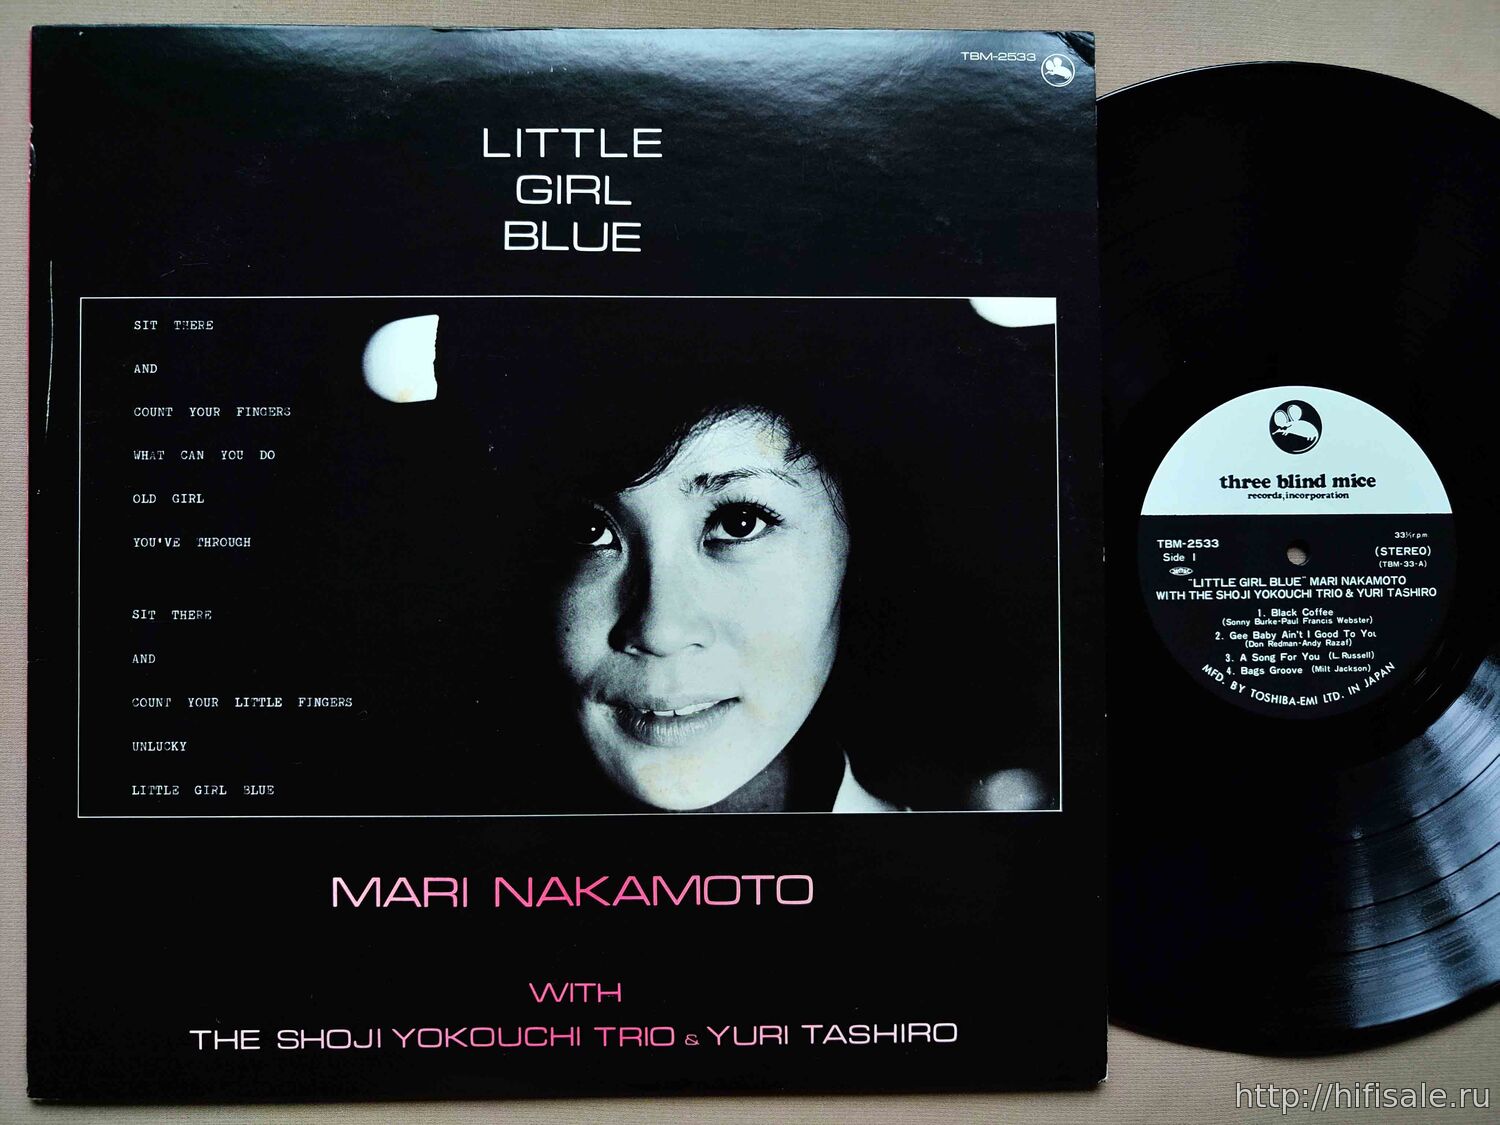 TBM-2533
LITTLE
GIRL
BLUE
SIT THERE
AND
COUNT YOUR FINGERS
WHAT CAN YOU DO
OLD GIRL
YOU'VE THROUGH
SIT THERE
AND
COUNT YOUR LITTLE FINGERS
UNLUCKY
LITTLE GIRL BLUE
MARI NAKAMOTO
WITH
THE SHOJI YOKOUCHI TRIO & YURI TASHIRO
three blind mice
records, incorporation
33⅓rpm
TBM-2533
(STEREO)
Side 1
(TBM-33-A)
"LITTLE GIRL BLUE" MARI NAKAMOTO
WITH THE SHOJI YOKOUCHI TRIO & YURI TASHIRO
1. Black Coffee
(Sonny Burke-Paul Francis Webster)
2. Gee Baby Ain't I Good To You
(Don Redman-Andy Razaf)
3. A Song For You (L. Russell)
4. Bags Groove (Milt Jackson)
MFD. BY TOSHIBA-EMI LTD. IN JAPAN
http://hifisale.ru